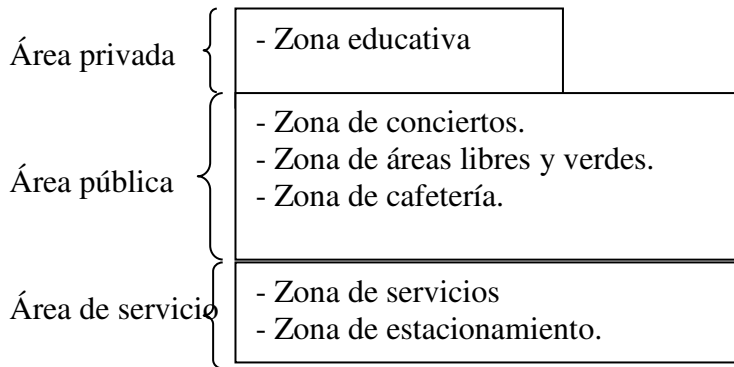 Área privada
- Zona educativa
Área pública
- Zona de conciertos.
- Zona de áreas libres y verdes.
- Zona de cafetería.
Área de servicio
- Zona de servicios
- Zona de estacionamiento.